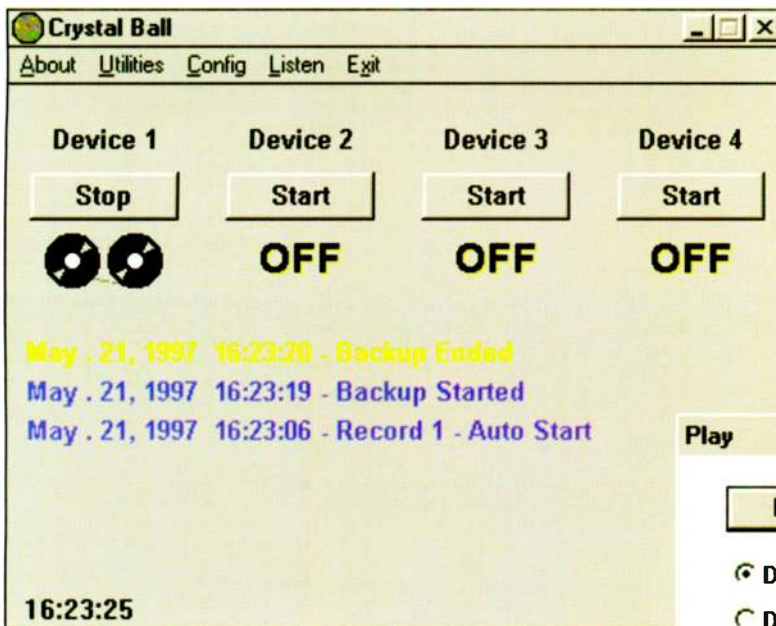 Crystal Ball
About Utilities Config Listen Exit
Device 1 Device 2 Device 3 Device 4
Stop Start Start Start
OFF OFF OFF
May . 21, 1997 16:23:20 - Backup Ended
May . 21, 1997 16:23:19 - Backup Started
May . 21, 1997 16:23:06 - Record 1 - Auto Start
Play
16:23:25